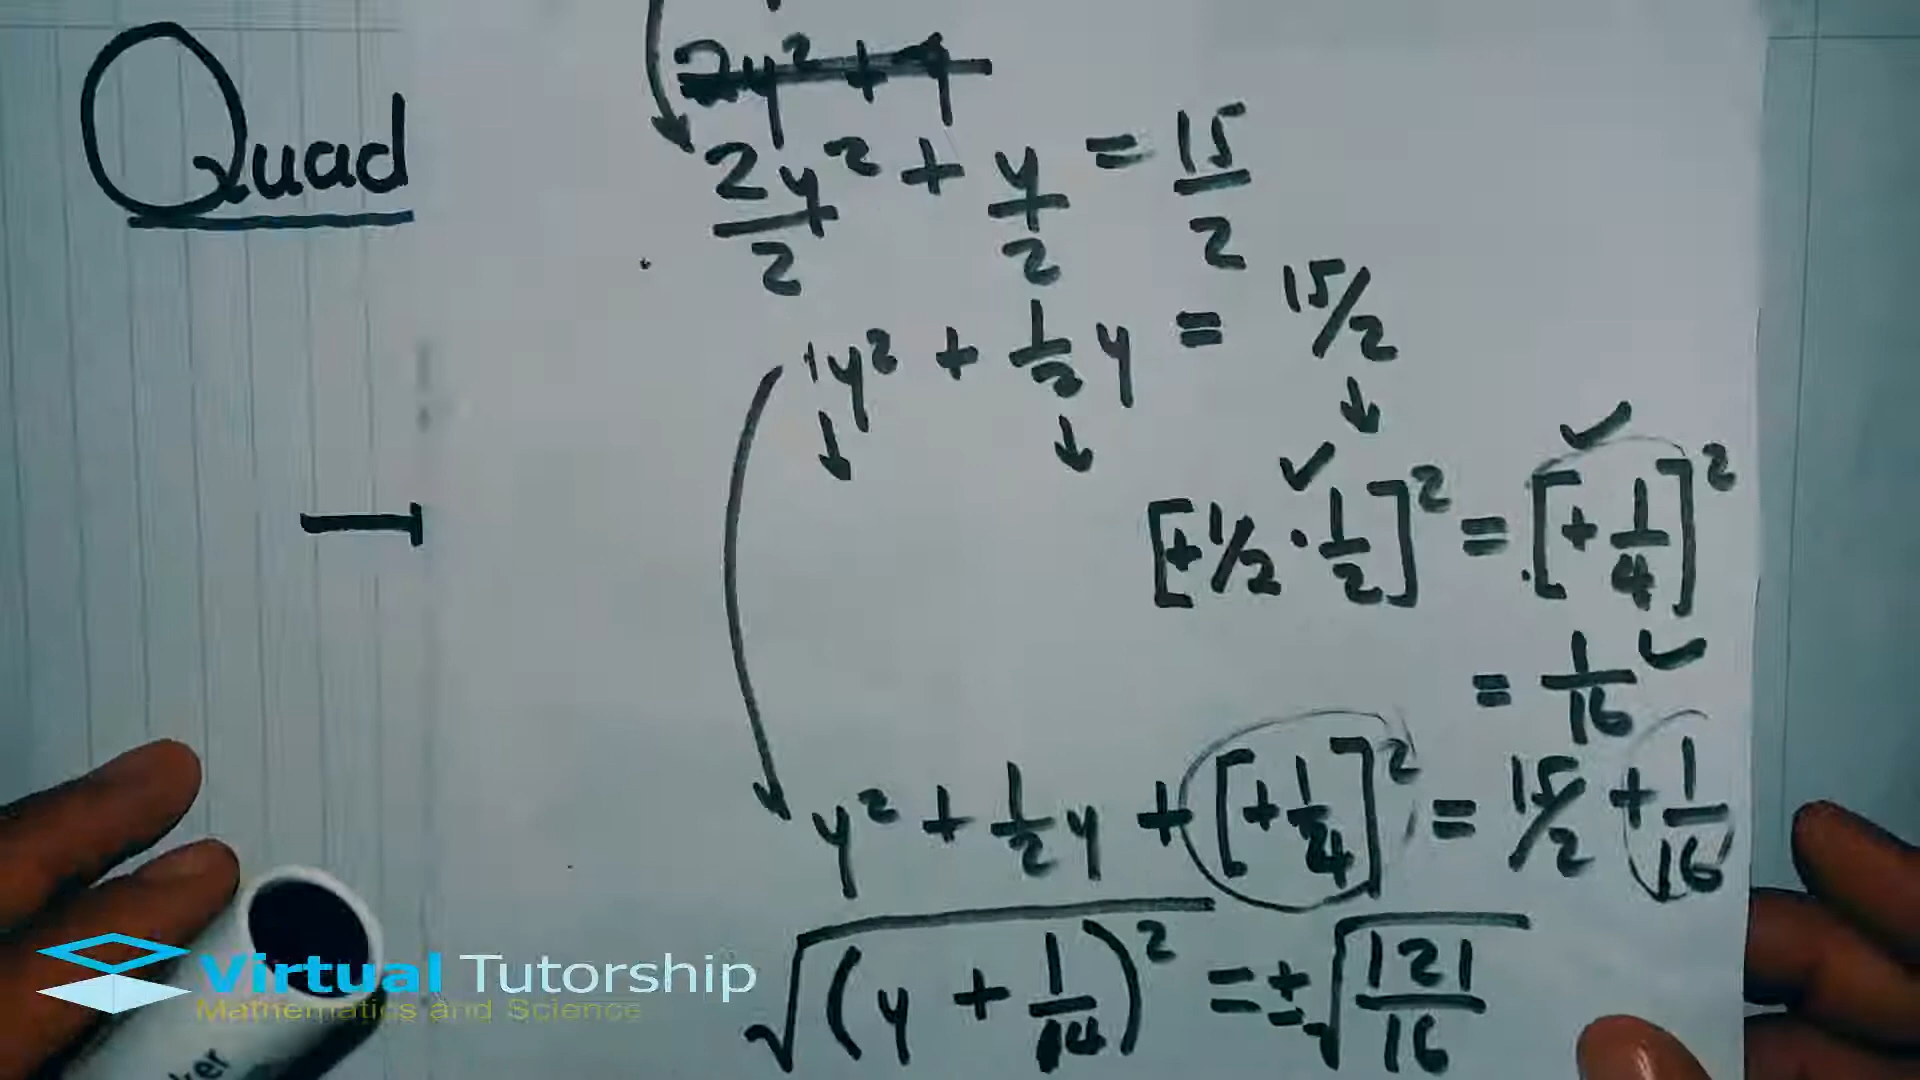 Quad
2y² + y
2y²/2 + y/2 = 15/2
1y² + 1/2 y = 15/2
[+1/2 · 1/2]² = [+ 1/4]²
= 1/16
y² + 1/2 y + [+1/4]² = 15/2 + 1/16
√(y + 1/4)² = ±√121/16
Virtual Tutorship
Mathematics and Science
ker